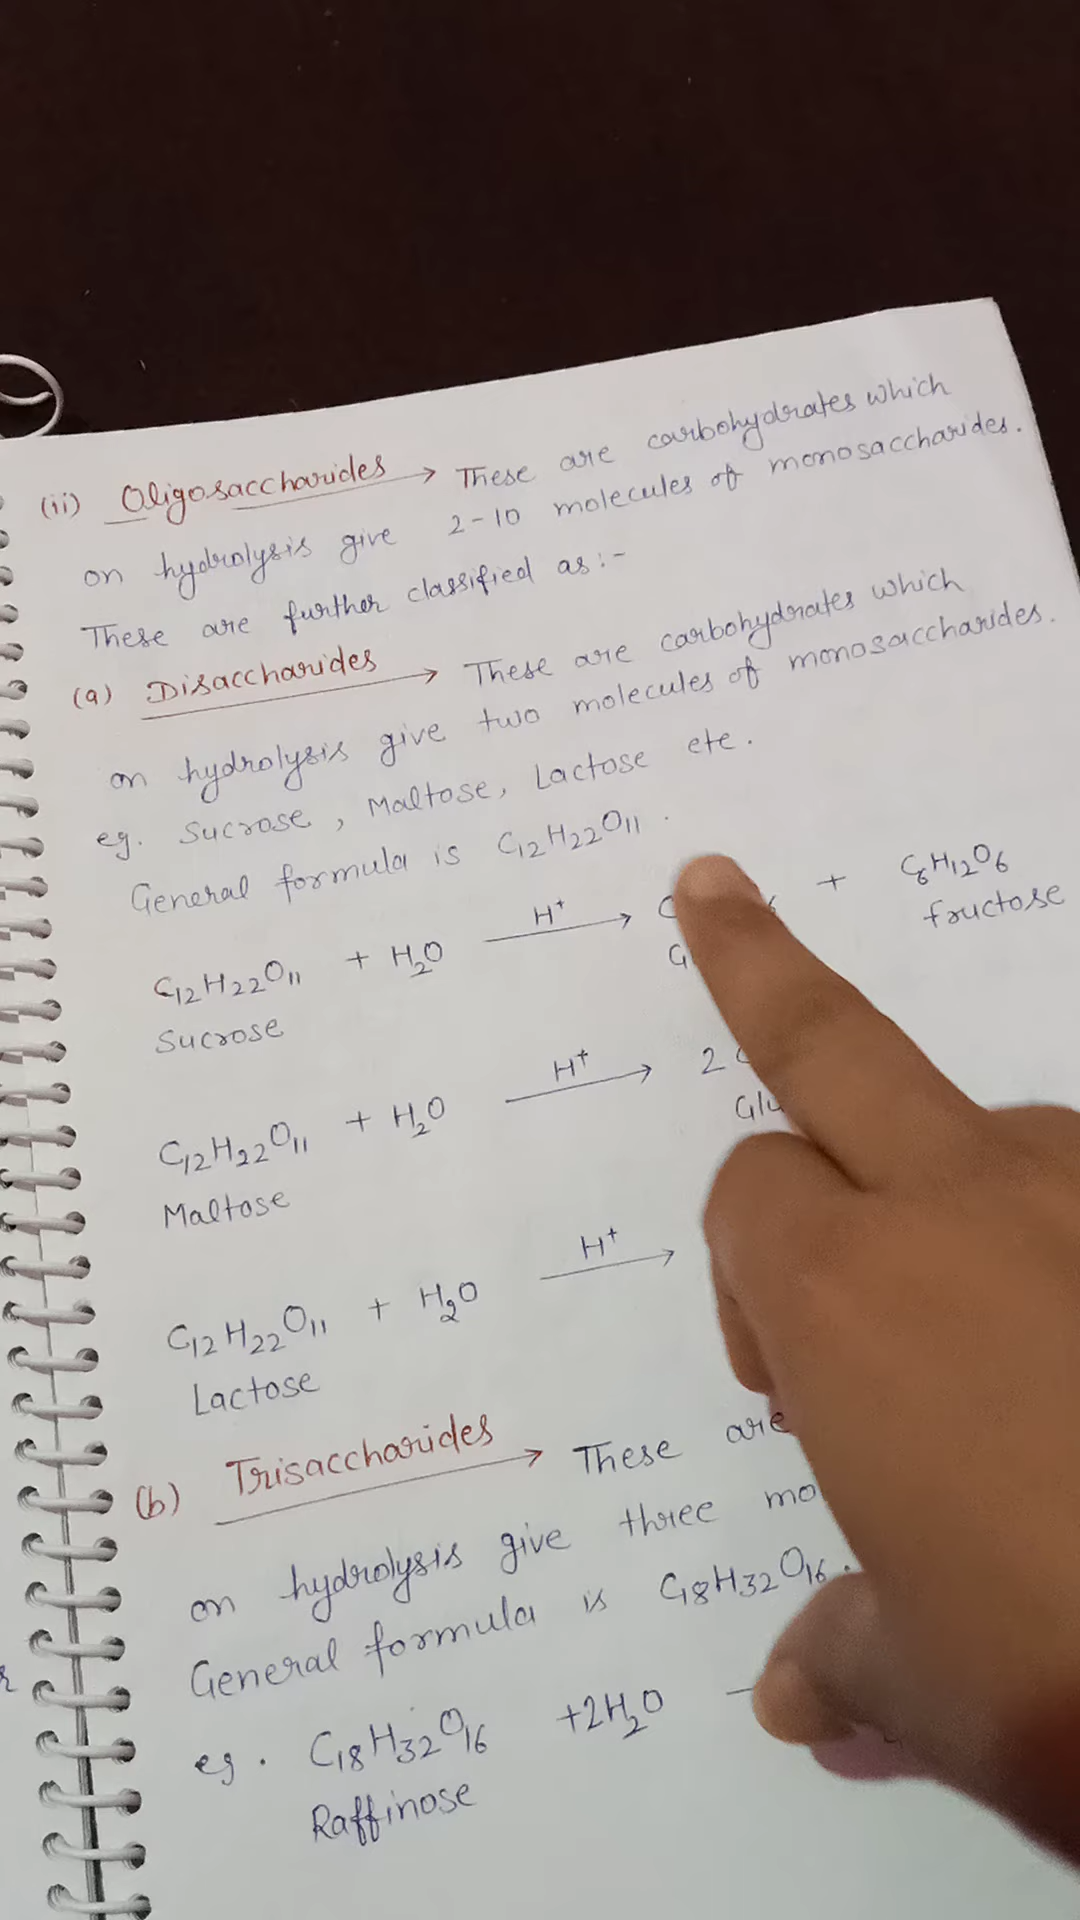 (ii) Oligosaccharides → These are carbohydrates which
on hydrolysis give 2-10 molecules of monosaccharides.
These are further classified as:-
(a) Disaccharides → These are carbohydrates which
on hydrolysis give two molecules of monosaccharides.
eg. Sucrose, Maltose, Lactose etc.
General formula is C₁₂H₂₂O₁₁.
C₁₂H₂₂O₁₁ + H₂O —H⁺→ + C₆H₁₂O₆
Sucrose fructose
C₁₂H₂₂O₁₁ + H₂O —H⁺→ 2
Maltose
C₁₂H₂₂O₁₁ + H₂O —H⁺→
Lactose
(b) Trisaccharides → These are
on hydrolysis give three
General formula is C₁₈H₃₂O₁₆.
eg. C₁₈H₃₂O₁₆ +2H₂O
Raffinose